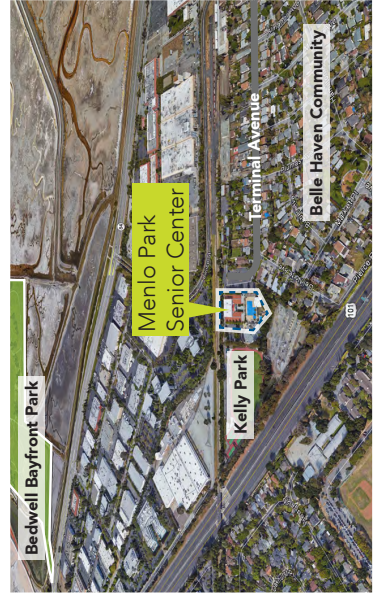 Bedwell Bayfront Park
Menlo Park
Senior Center
Kelly Park
Terminal Avenue
Belle Haven Community
101